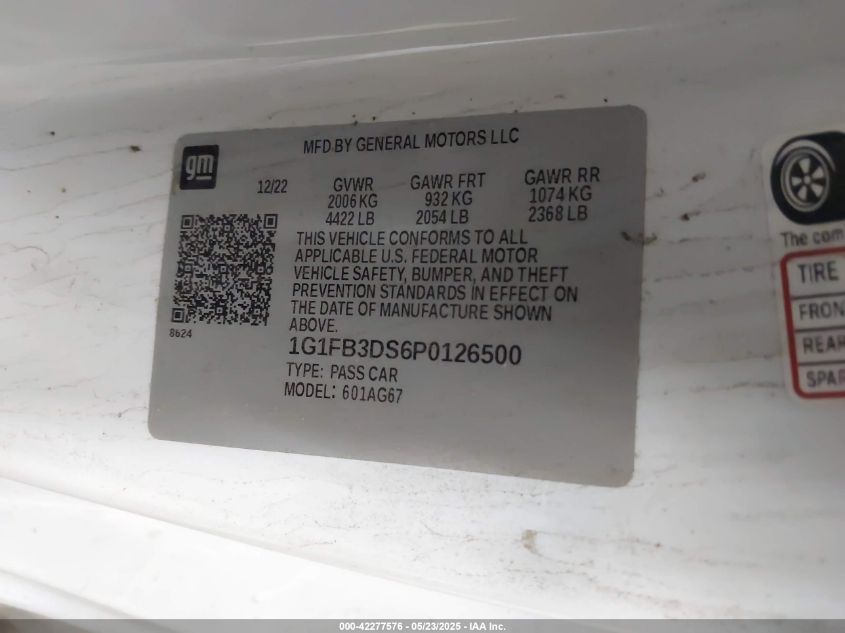 gm
MFD BY GENERAL MOTORS LLC
12/22 GVWR GAWR FRT GAWR RR
2006 KG 932 KG 1074 KG
4422 LB 2054 LB 2368 LB
THIS VEHICLE CONFORMS TO ALL
APPLICABLE U.S. FEDERAL MOTOR
VEHICLE SAFETY, BUMPER, AND THEFT
PREVENTION STANDARDS IN EFFECT ON
THE DATE OF MANUFACTURE SHOWN
ABOVE.
8624
1G1FB3DS6P0126500
TYPE: PASS CAR
MODEL: 601AG67
The com
TIRE
FRON
REAR
SPAR
000-42277576 - 05/23/2025 - IAA Inc.